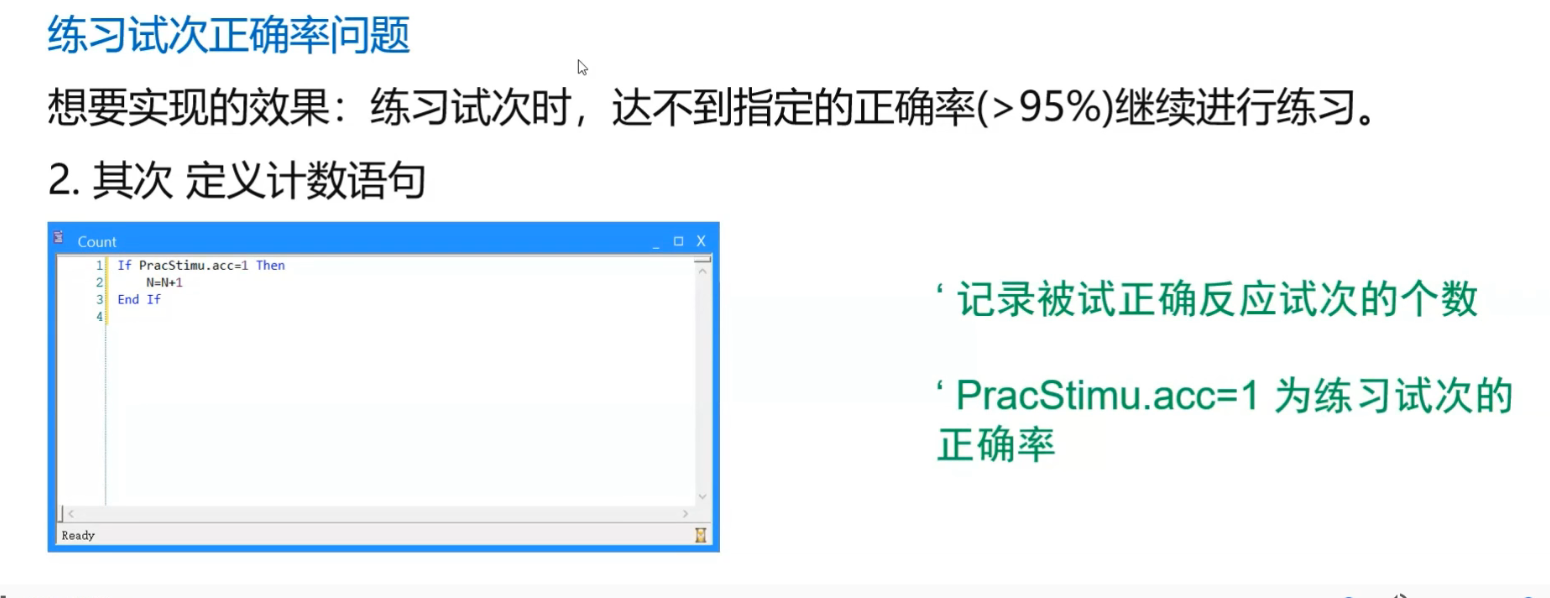 练习试次正确率问题
想要实现的效果：练习试次时，达不到指定的正确率(>95%)继续进行练习。
2. 其次 定义计数语句
Count
1 If PracStimu.acc=1 Then
2 N=N+1
3 End If
4
Ready
‘ 记录被试正确反应试次的个数
‘ PracStimu.acc=1 为练习试次的
正确率